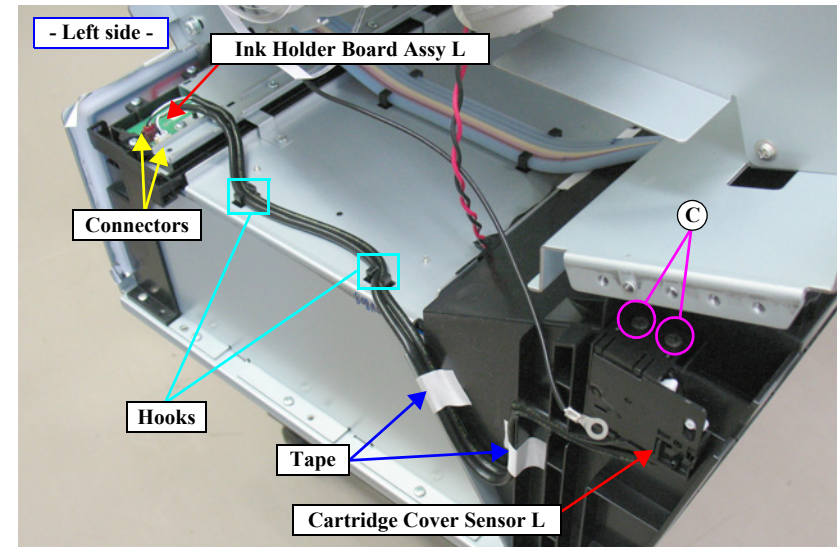 - Left side -
Ink Holder Board Assy L
Connectors
C
Hooks
Tape
Cartridge Cover Sensor L